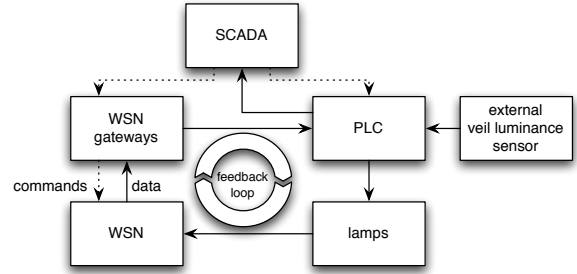 SCADA
WSN
gateways
PLC
external
veil luminance
sensor
feedback
loop
commands
data
WSN
lamps